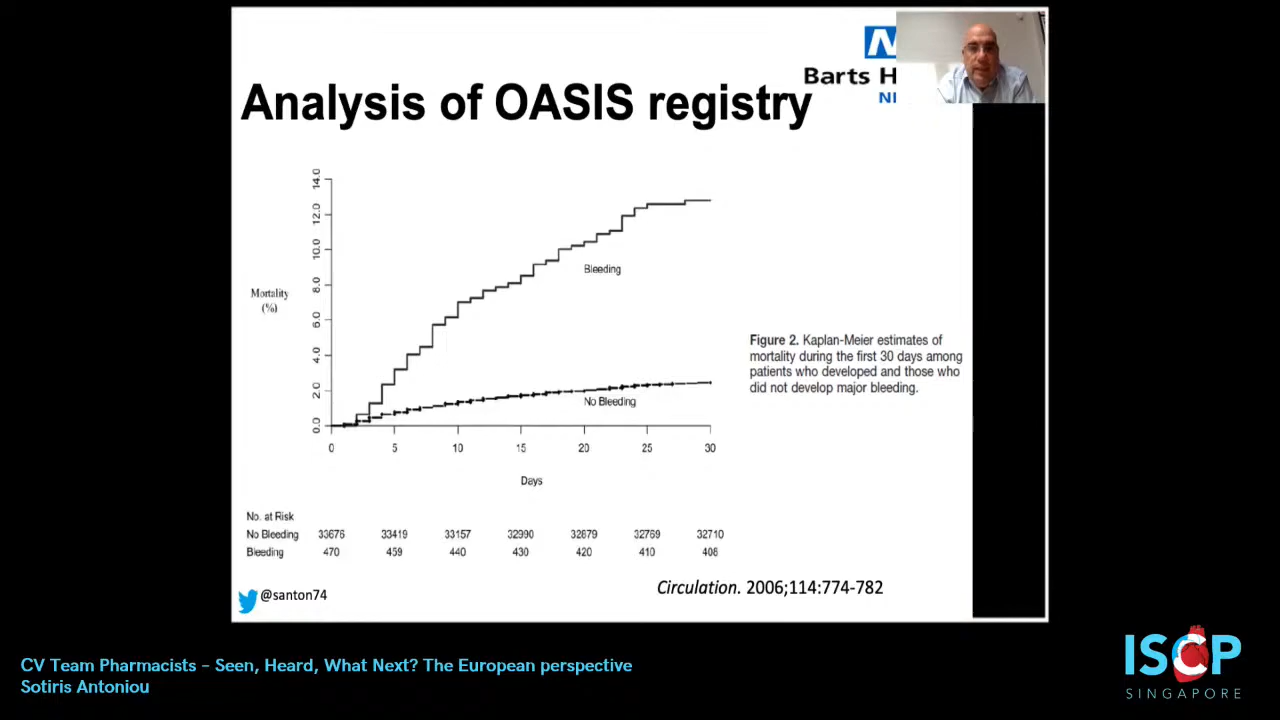 Barts H
NI
Analysis of OASIS registry
14.0
12.0
10.0
8.0
6.0
4.0
2.0
0.0
Mortality
(%)
Bleeding
No Bleeding
0 5 10 15 20 25 30
Days
Figure 2. Kaplan-Meier estimates of
mortality during the first 30 days among
patients who developed and those who
did not develop major bleeding.
No. at Risk
No Bleeding 33676 33419 33157 32990 32879 32769 32710
Bleeding 470 459 440 430 420 410 408
@santon74
Circulation. 2006;114:774-782
CV Team Pharmacists – Seen, Heard, What Next? The European perspective
Sotiris Antoniou
ISCP
SINGAPORE